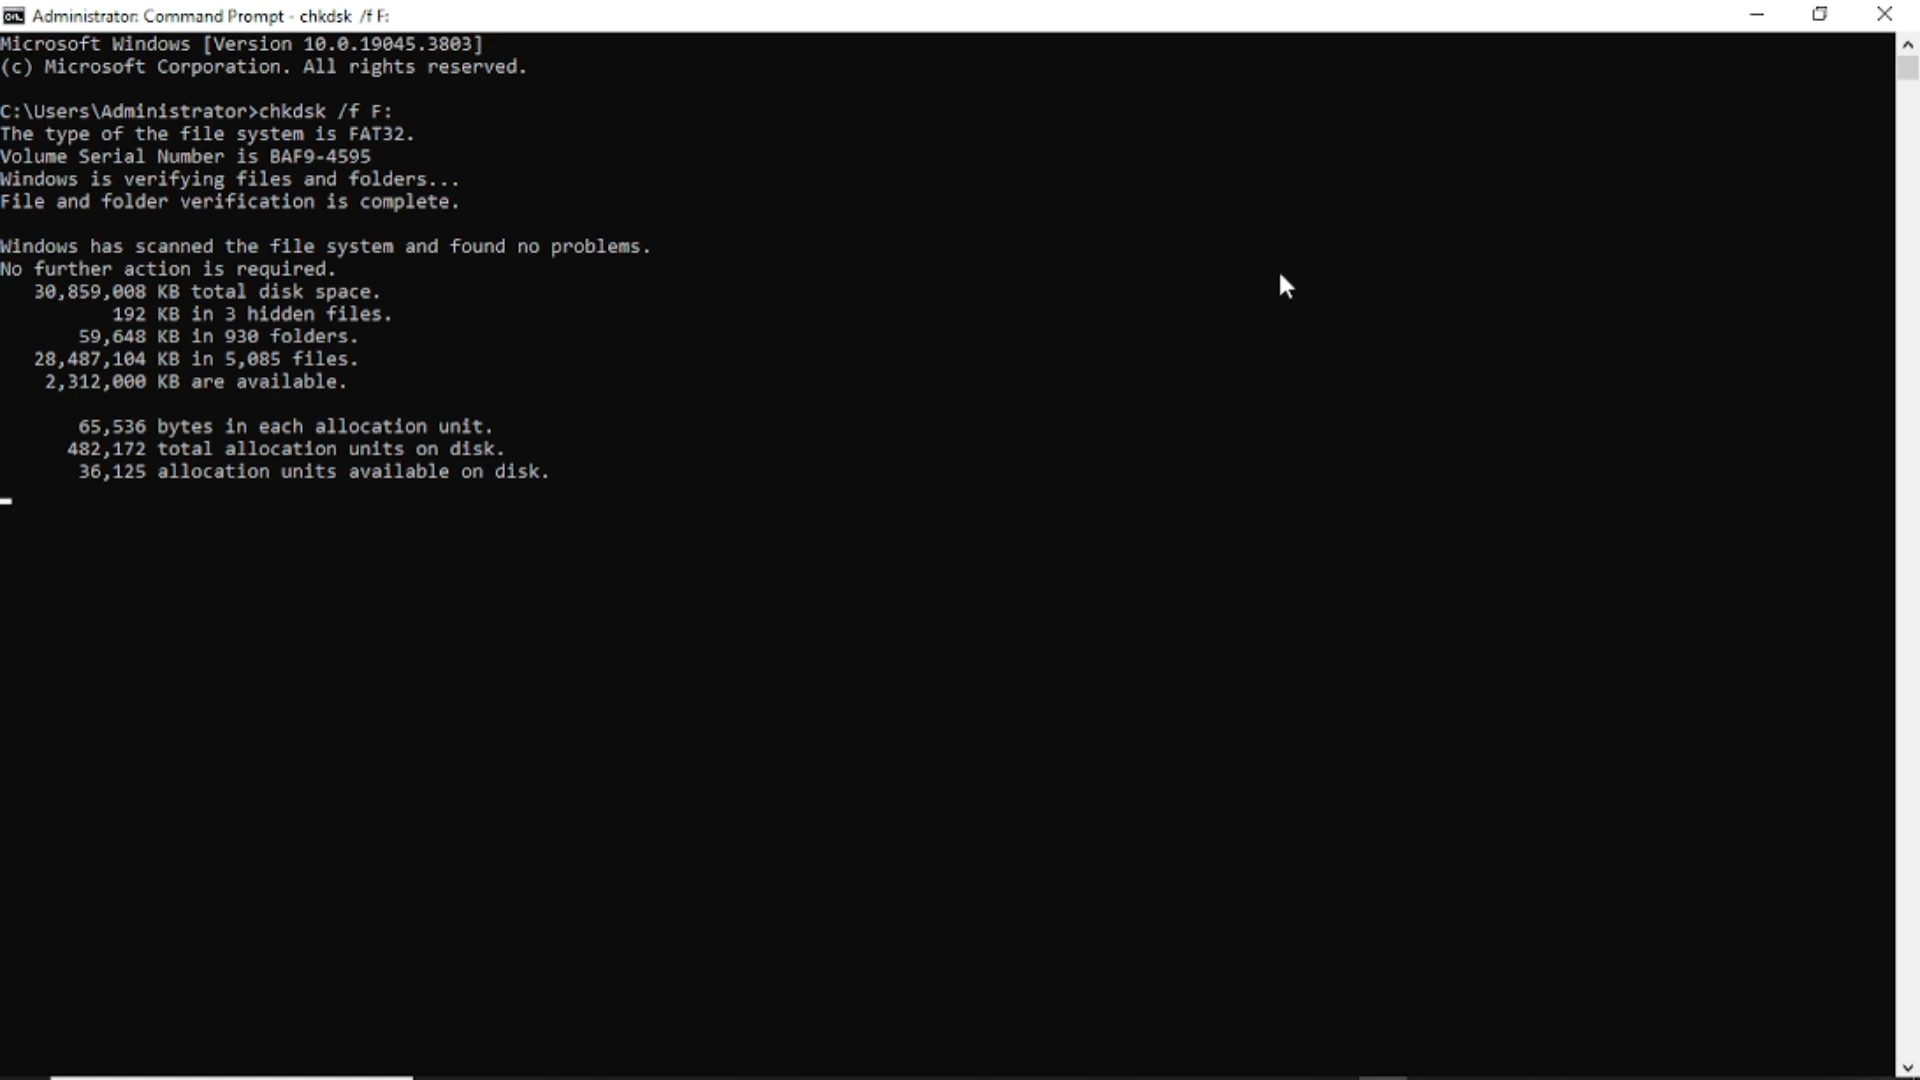 Administrator: Command Prompt - chkdsk /f F:
Microsoft Windows [Version 10.0.19045.3803]
(c) Microsoft Corporation. All rights reserved.
C:\Users\Administrator>chkdsk /f F:
The type of the file system is FAT32.
Volume Serial Number is BAF9-4595
Windows is verifying files and folders...
File and folder verification is complete.
Windows has scanned the file system and found no problems.
No further action is required.
30,859,008 KB total disk space.
192 KB in 3 hidden files.
59,648 KB in 930 folders.
28,487,104 KB in 5,085 files.
2,312,000 KB are available.
65,536 bytes in each allocation unit.
482,172 total allocation units on disk.
36,125 allocation units available on disk.